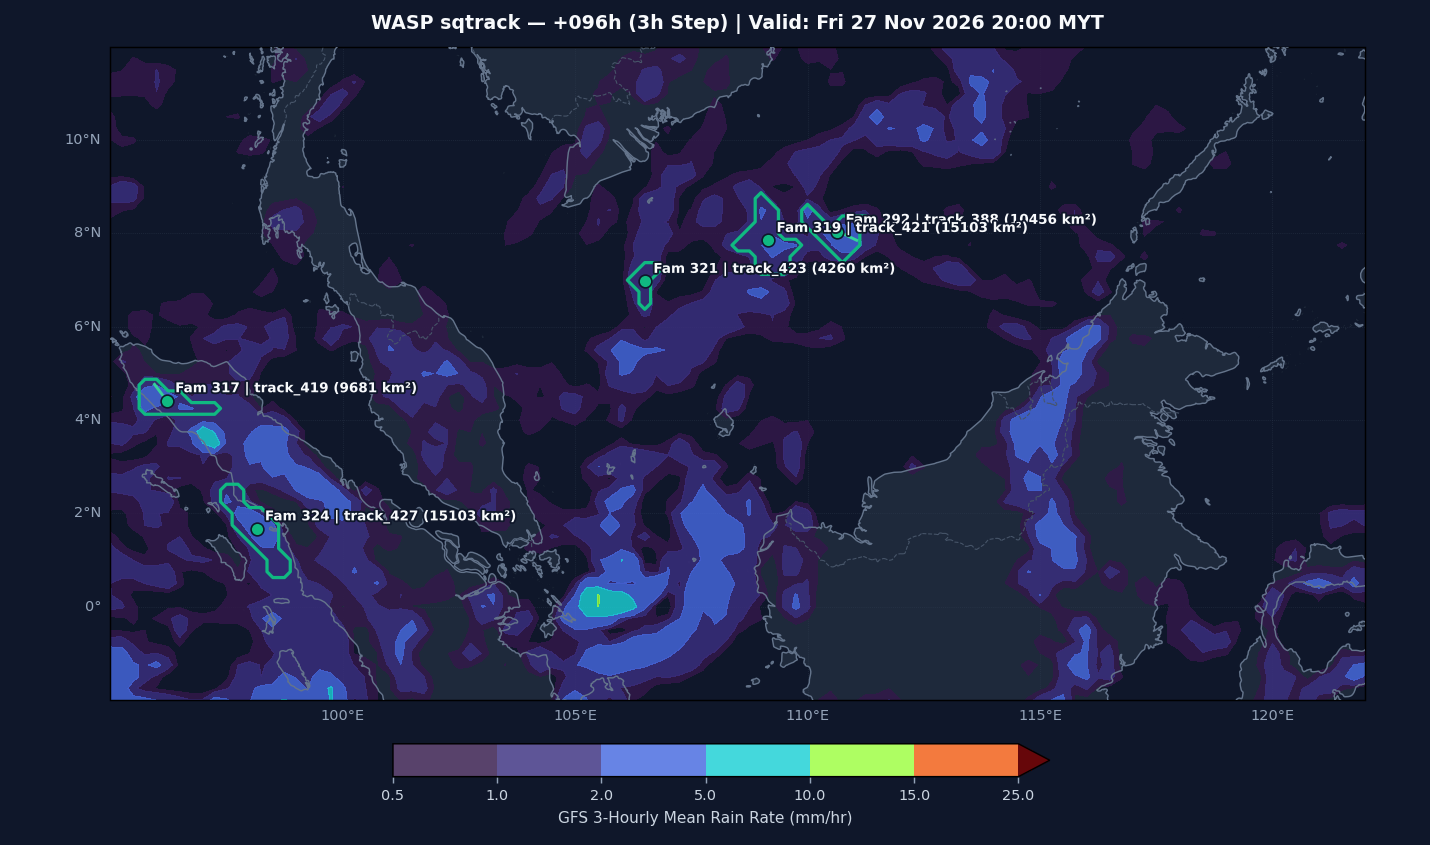 WASP sqtrack — +096h (3h Step) | Valid: Fri 27 Nov 2026 20:00 MYT
10°N
8°N
6°N
4°N
2°N
0°
Fam 292 | track_388 (10456 km²)
Fam 319 | track_421 (15103 km²)
Fam 321 | track_423 (4260 km²)
Fam 317 | track_419 (9681 km²)
Fam 324 | track_427 (15103 km²)
100°E
105°E
110°E
115°E
120°E
0.5
1.0
2.0
5.0
10.0
15.0
25.0
GFS 3-Hourly Mean Rain Rate (mm/hr)